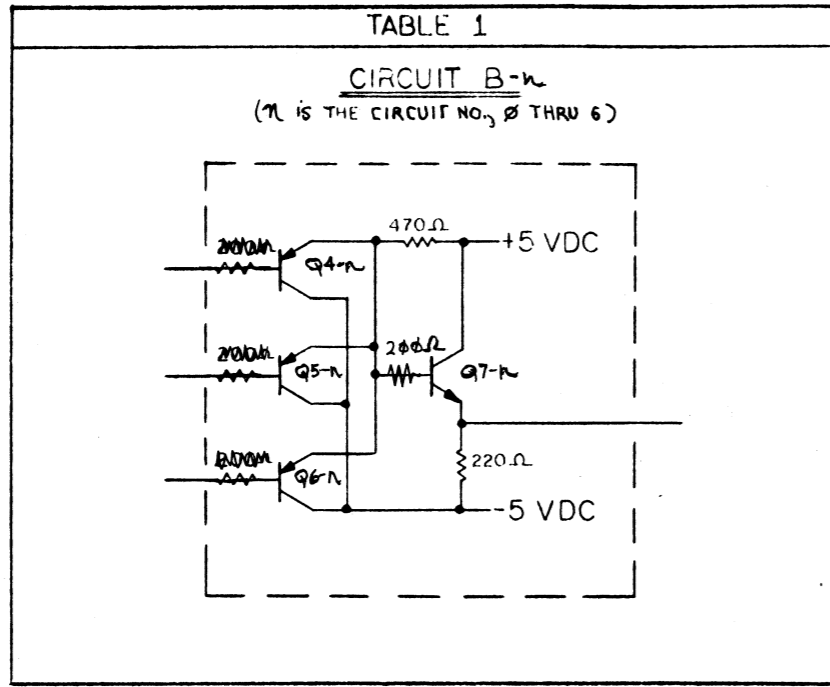 TABLE 1
CIRCUIT B-n
(n is THE CIRCUIT NO., Ø THRU 6)
470Ω
+5 VDC
Q4-n
2ØØΩ
Q5-n
Q7-n
Q6-n
220Ω
-5 VDC